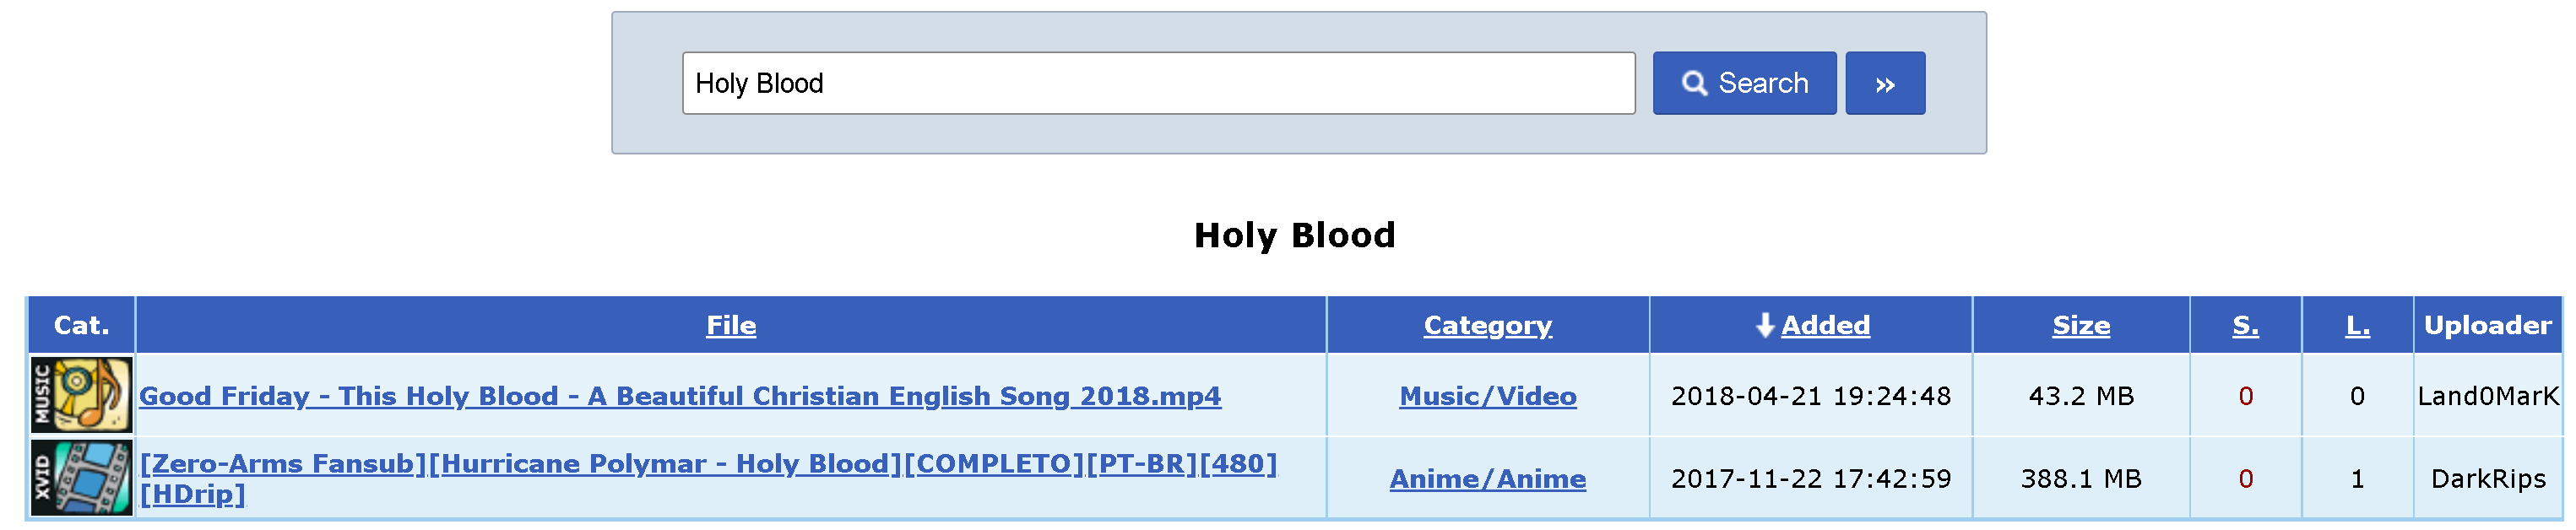 Holy Blood
Search
»
Holy Blood
Cat. File Category Added Size S. L. Uploader
MUSIC Good Friday - This Holy Blood - A Beautiful Christian English Song 2018.mp4 Music/Video 2018-04-21 19:24:48 43.2 MB 0 0 Land0MarK
XVID [Zero-Arms Fansub][Hurricane Polymar - Holy Blood][COMPLETO][PT-BR][480]
[HDrip] Anime/Anime 2017-11-22 17:42:59 388.1 MB 0 1 DarkRips